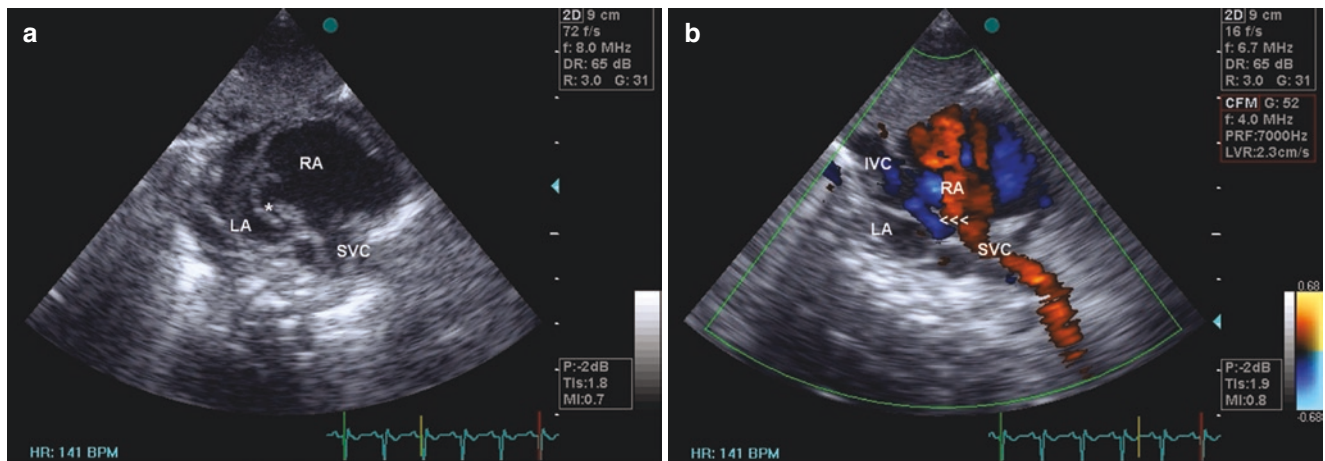 a
2D 9 cm
72 f/s
f: 8.0 MHz
DR: 65 dB
R: 3.0 G: 31
RA
*
LA
SVC
P:-2dB
TIs:1.8
MI:0.7
HR: 141 BPM
b
2D 9 cm
16 f/s
f: 6.7 MHz
DR: 65 dB
R: 3.0 G: 31
CFM G: 52
f: 4.0 MHz
PRF:7000Hz
LVR:2.3cm/s
IVC
RA
<<<
LA
SVC
0.68
-0.68
P:-2dB
TIs:1.9
MI:0.8
HR: 141 BPM